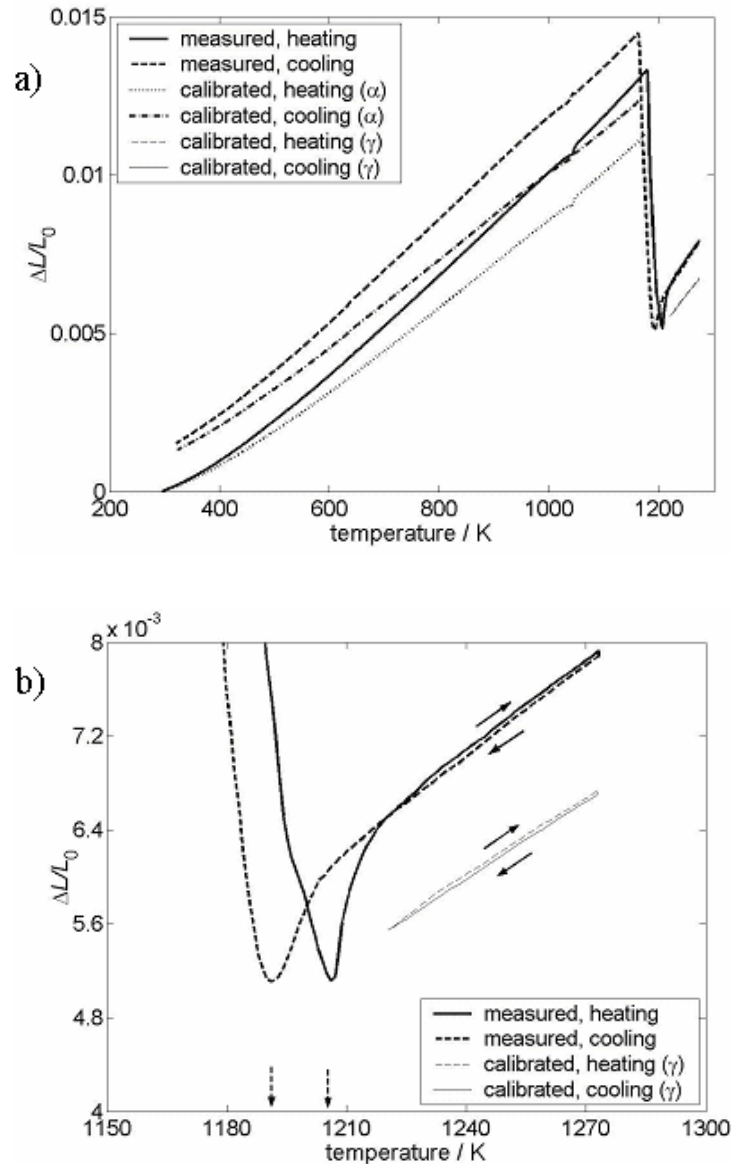 a)
0.015
0.01
0.005
0
ΔL/L₀
measured, heating
measured, cooling
calibrated, heating (α)
calibrated, cooling (α)
calibrated, heating (γ)
calibrated, cooling (γ)
200 400 600 800 1000 1200
temperature / K
b)
8 x 10⁻³
7.2
6.4
5.6
4.8
4
ΔL/L₀
measured, heating
measured, cooling
calibrated, heating (γ)
calibrated, cooling (γ)
1150 1180 1210 1240 1270 1300
temperature / K